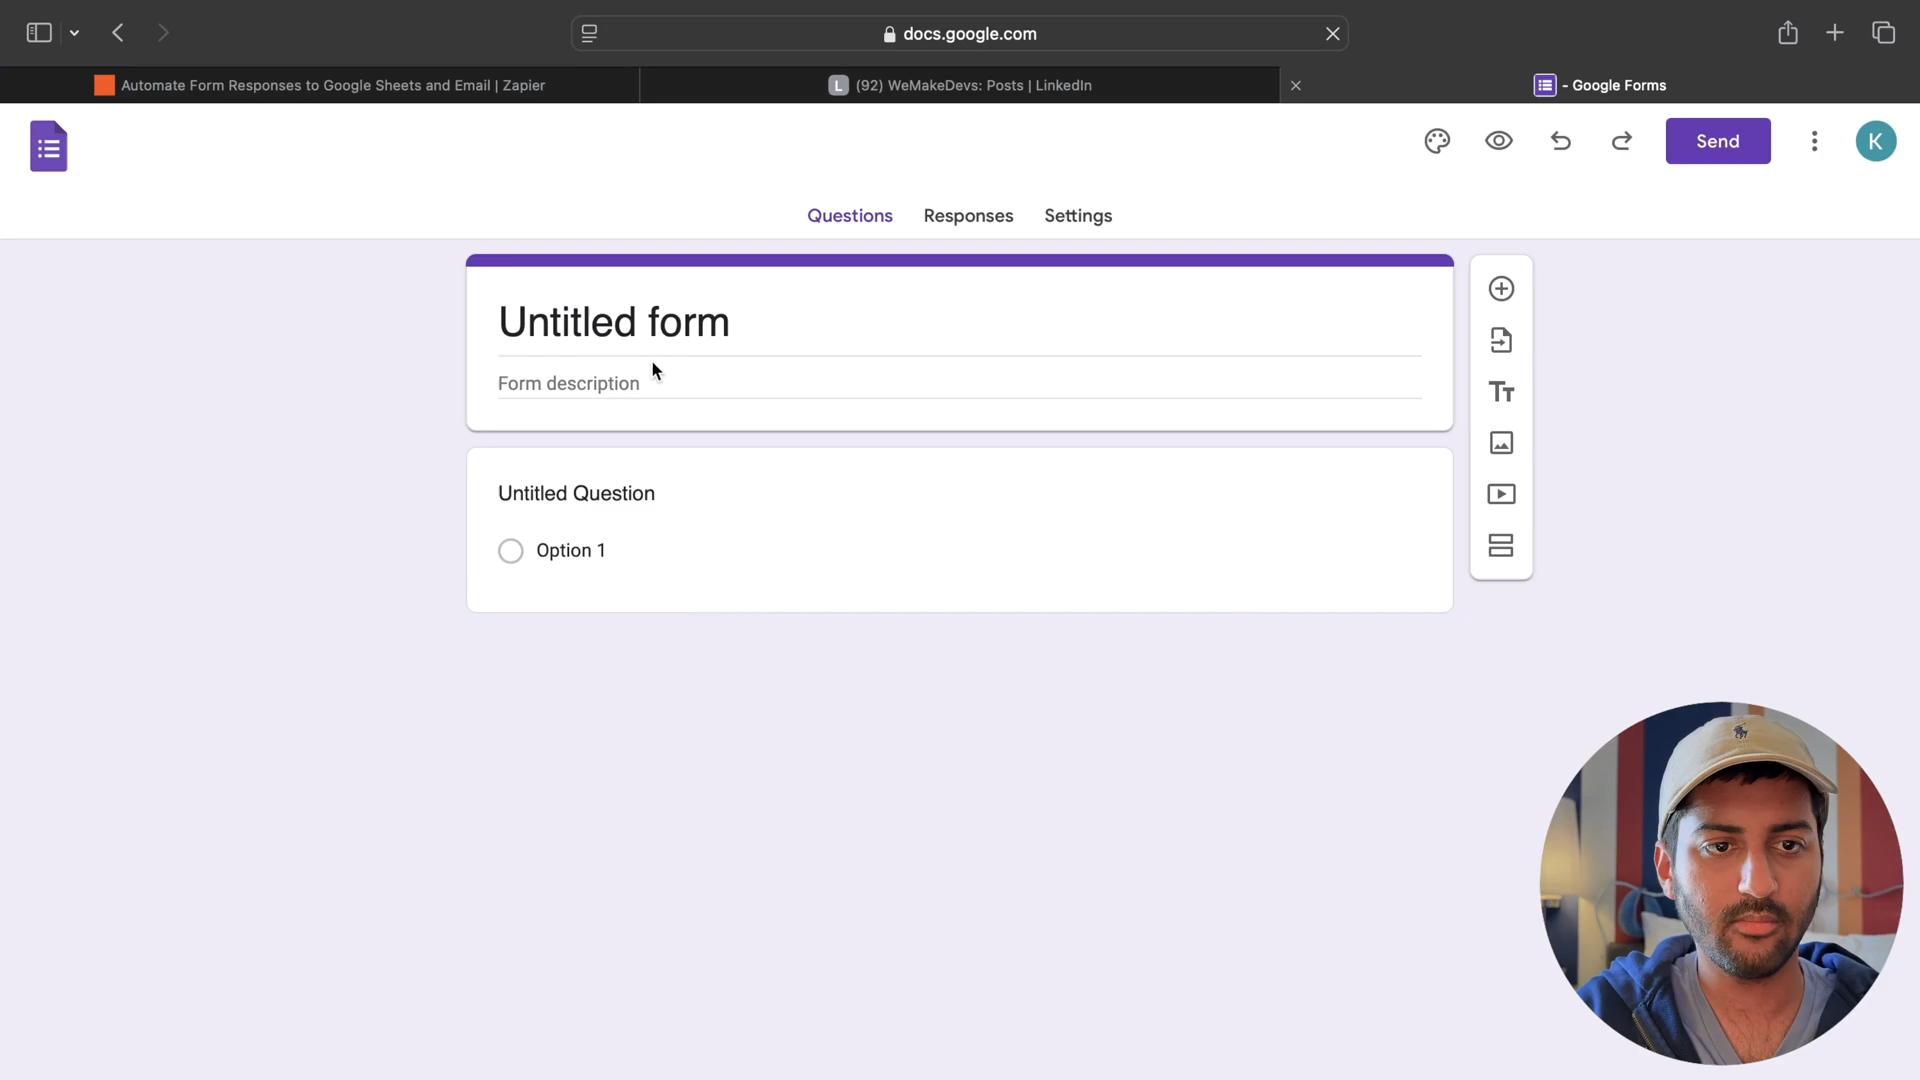 docs.google.com
Automate Form Responses to Google Sheets and Email | Zapier
L (92) WeMakeDevs: Posts | LinkedIn
- Google Forms
Send
K
Questions Responses Settings
Untitled form
Form description
Tт
Untitled Question
Option 1